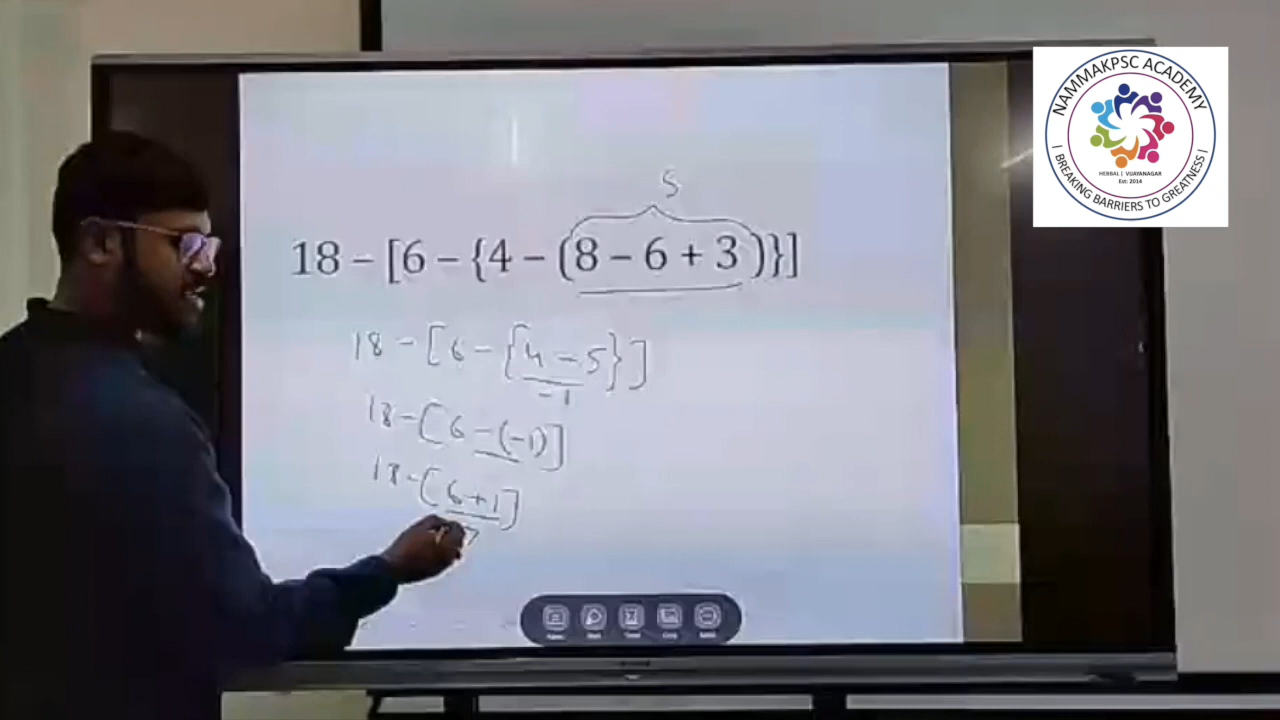 NAMMAKPSC ACADEMY
HEBBAL | VIJAYANAGAR
Est: 2014
| BREAKING BARRIERS TO GREATNESS |
5
18 – [6 – {4 – (8 – 6 + 3 )}]
18 – [6 – {4 – 5}]
–1
18 – [6 – (–1)]
18 – [6 + 1]
7